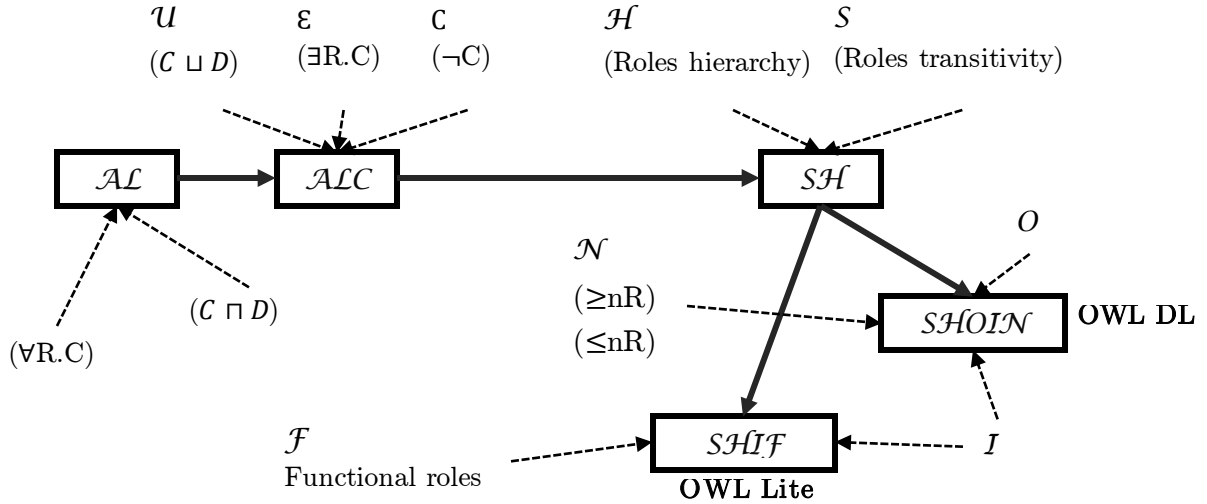 𝒰 ℇ C ℋ 𝒮
(C ⊔ D) (∃R.C) (¬C) (Roles hierarchy) (Roles transitivity)
𝒜ℒ 𝒜ℒ𝒞 𝒮ℋ
𝒩 O
(≥nR)
(C ⊓ D)
𝒮ℋ𝒪ℐ𝒩 OWL DL
(≤nR)
(∀R.C)
ℱ
Functional roles
𝒮ℋℐℱ I
OWL Lite